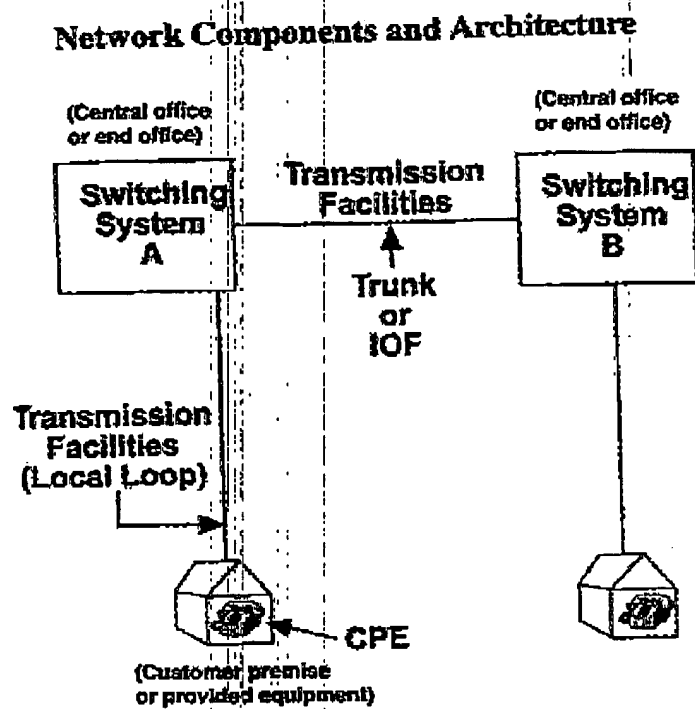 Network Components and Architecture
(Central office
or end office)
(Central office
or end office)
Switching
System
A
Transmission
Facilities
Switching
System
B
Trunk
or
IOF
Transmission
Facilities
(Local Loop)
CPE
(Customer premise
or provided equipment)